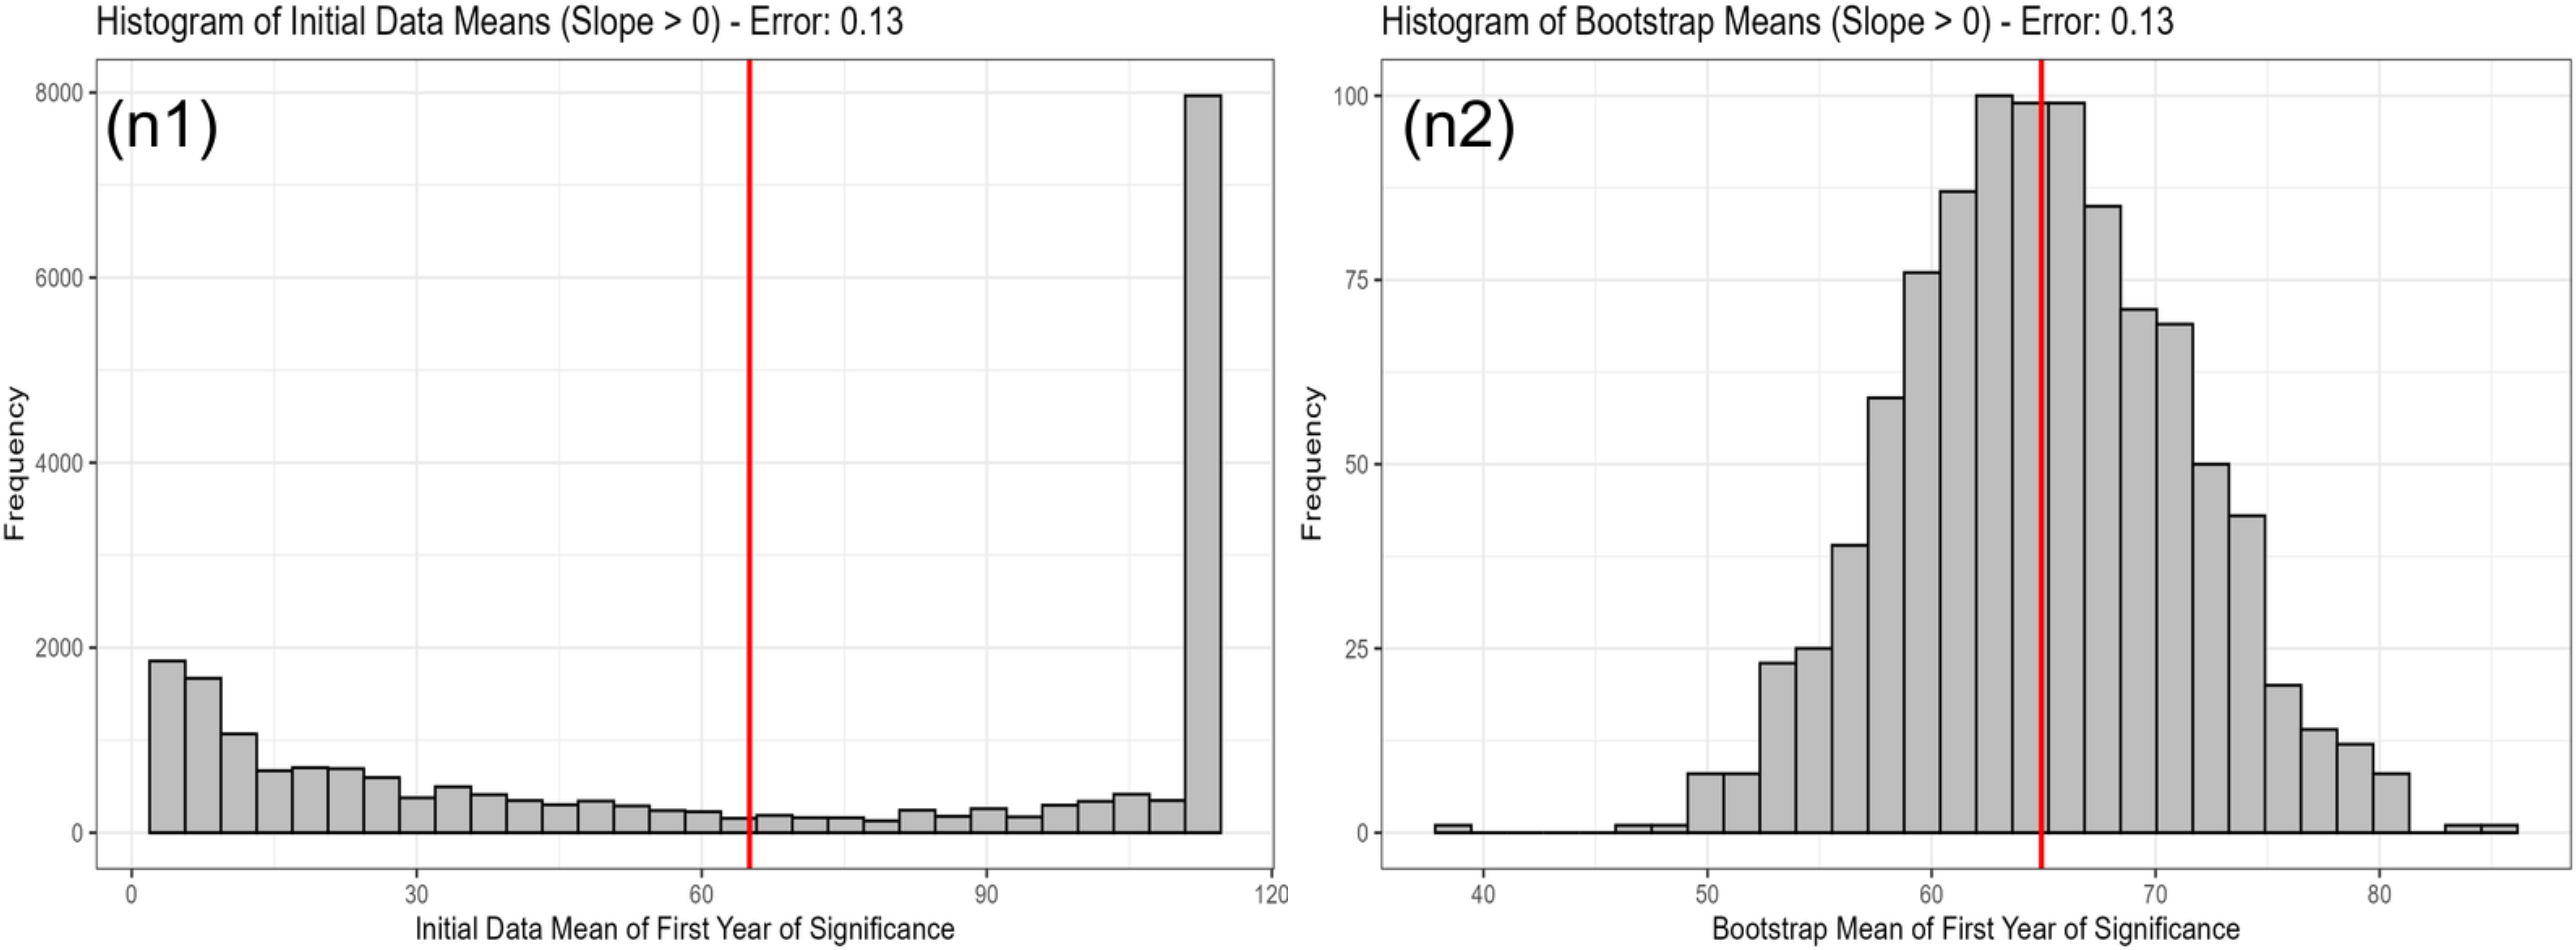 Histogram of Initial Data Means (Slope > 0) - Error: 0.13
(n1)
8000
6000
4000
2000
0
Frequency
0 30 60 90 120
Initial Data Mean of First Year of Significance
Histogram of Bootstrap Means (Slope > 0) - Error: 0.13
(n2)
100
75
50
25
0
Frequency
40 50 60 70 80
Bootstrap Mean of First Year of Significance